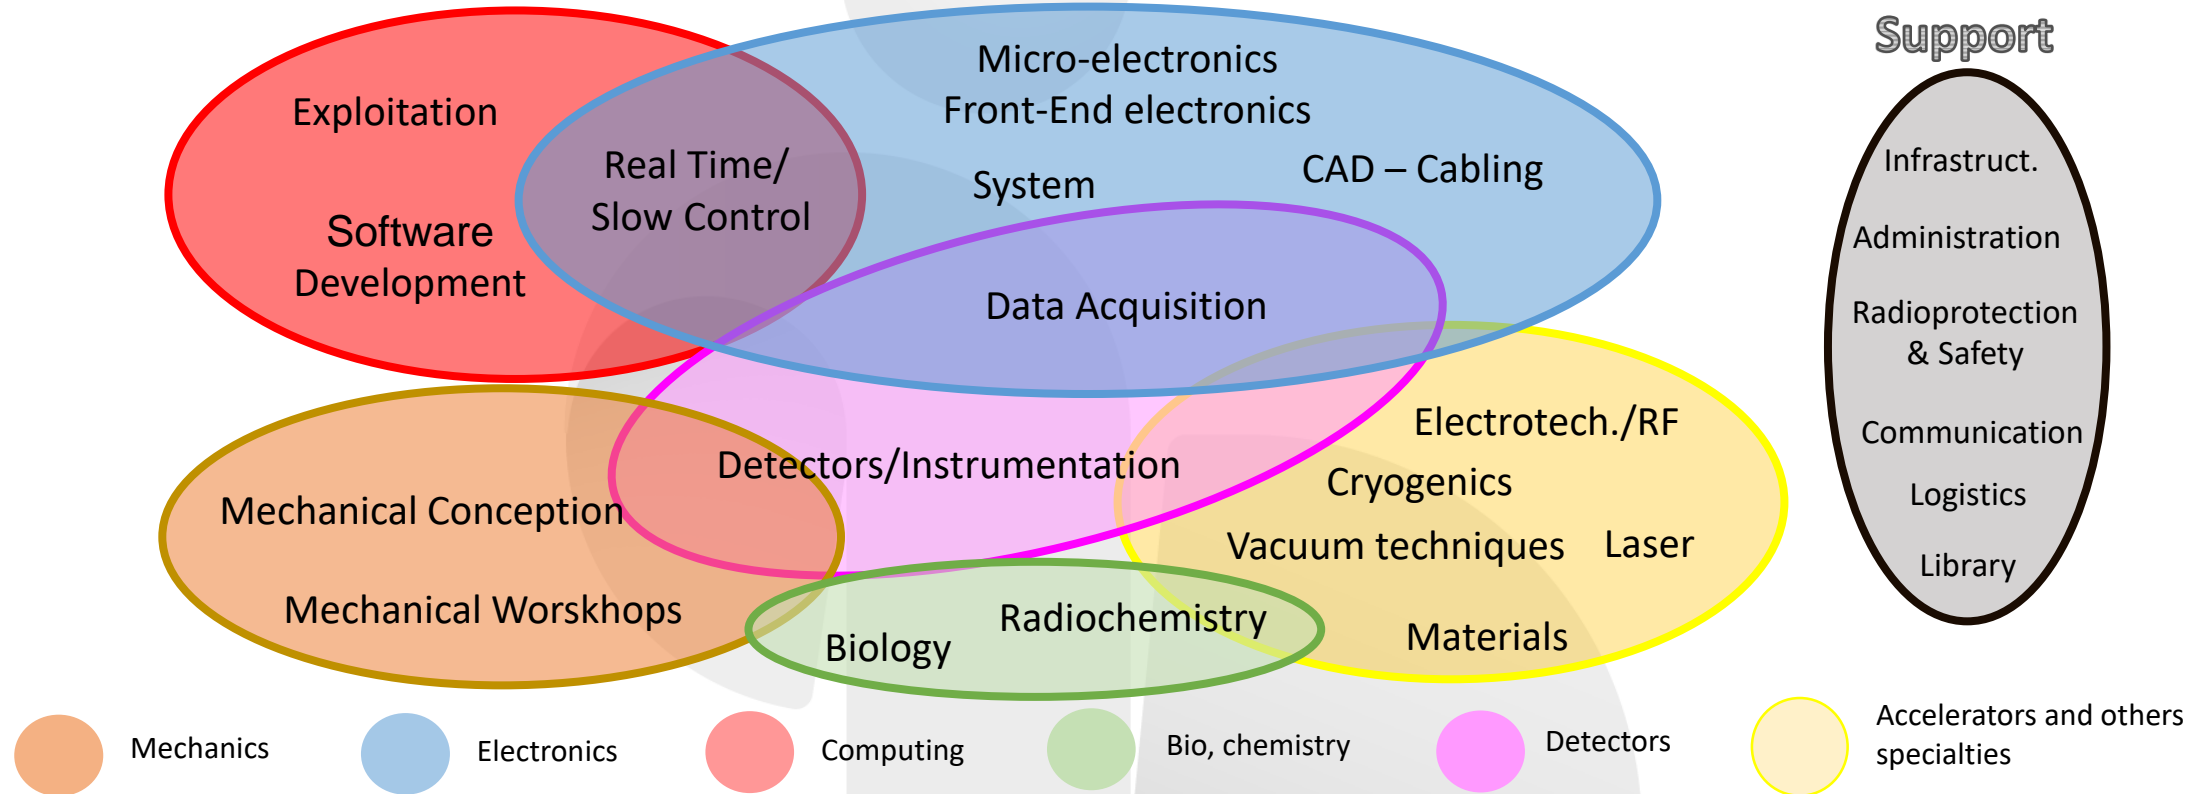 Support
Micro-electronics
Front-End electronics
Exploitation
Real Time/
Slow Control
System
CAD – Cabling
Software
Development
Data Acquisition
Detectors/Instrumentation
Electrotech./RF
Cryogenics
Vacuum techniques
Laser
Materials
Mechanical Conception
Mechanical Worskhops
Radiochemistry
Biology
Infrastruct.
Administration
Radioprotection
& Safety
Communication
Logistics
Library
Mechanics
Electronics
Computing
Bio, chemistry
Detectors
Accelerators and others
specialties